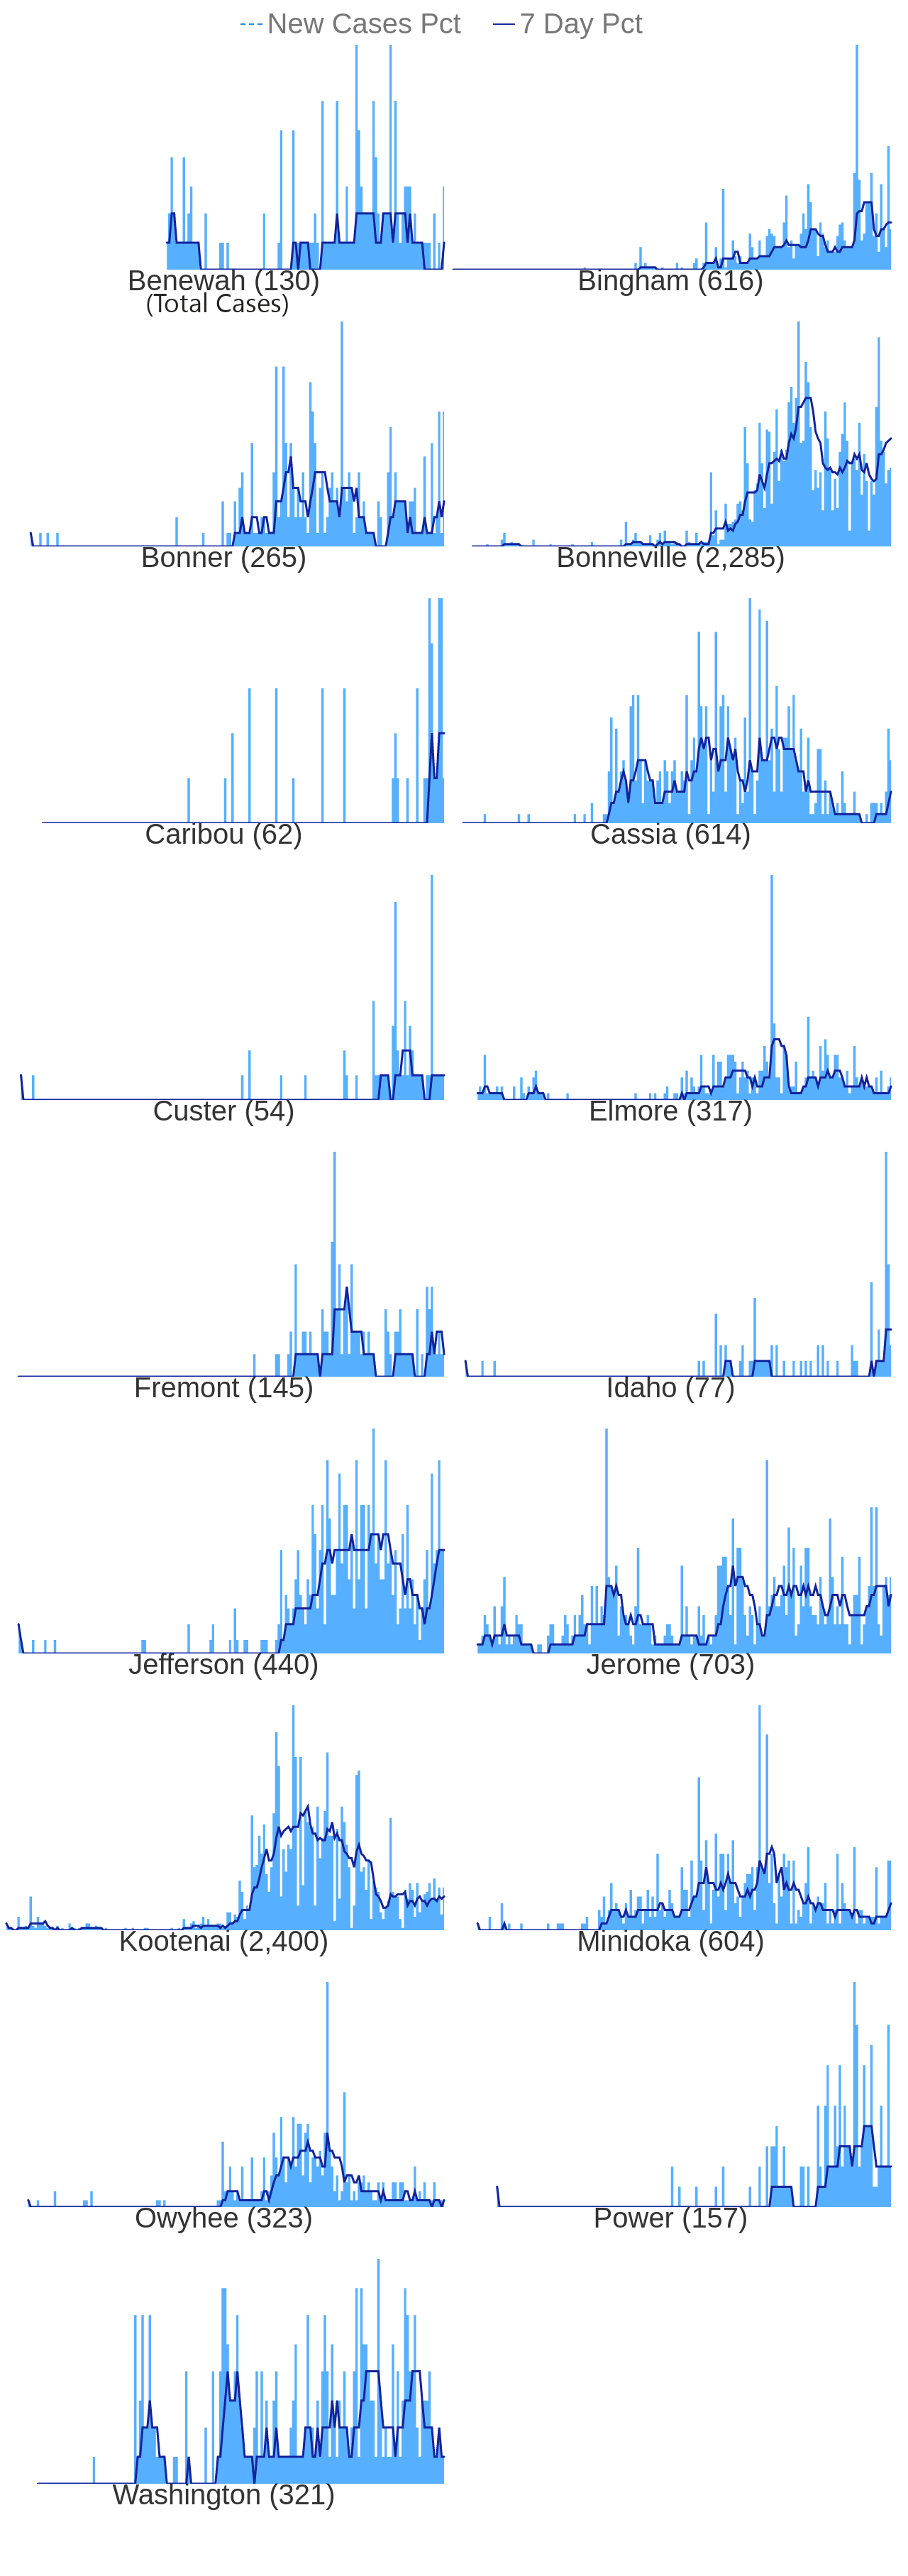 New Cases Pct 7 Day Pct
Benewah (130) Bingham (616)
(Total Cases)
Bonner (265) Bonneville (2,285)
Caribou (62) Cassia (614)
Custer (54) Elmore (317)
Fremont (145) Idaho (77)
Jefferson (440) Jerome (703)
Kootenai (2,400) Minidoka (604)
Owyhee (323) Power (157)
Washington (321)